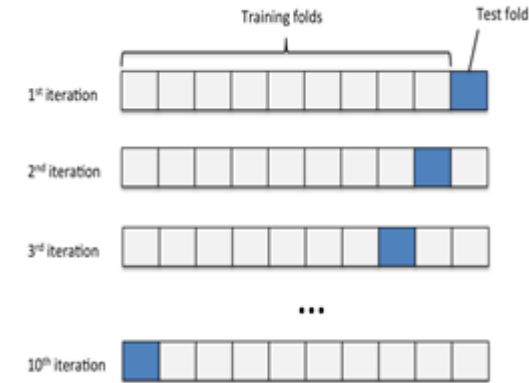 Training folds
Test fold
1st iteration
2nd iteration
3rd iteration
...
10th iteration